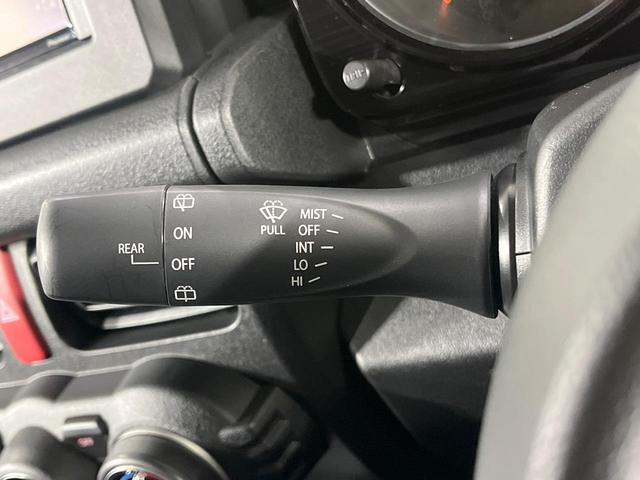 MIST
PULL OFF
ON
INT
REAR
OFF
LO
HI